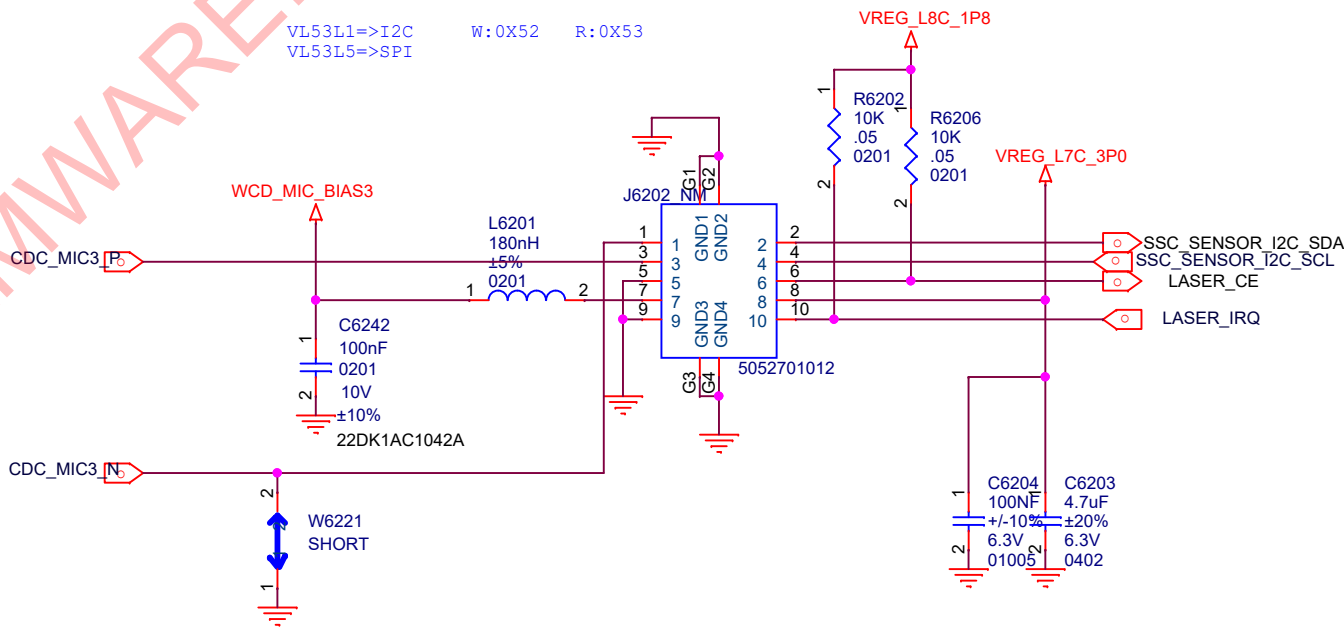 VL53L1=>I2C W:0X52 R:0X53
VL53L5=>SPI
MWARE
VREG_L8C_1P8
1
R6202
10K
.05
0201
2
1
R6206
10K
.05
0201
2
VREG_L7C_3P0
WCD_MIC_BIAS3
G1
G2
J6202_NM
GND1
GND2
GND3
GND4
G3
G4
5052701012
1
3
5
7
9
1
3
5
7
9
2
4
6
8
10
2
4
6
8
10
CDC_MIC3_P
L6201
180nH
±5%
0201
1
2
SSC_SENSOR_I2C_SDA
SSC_SENSOR_I2C_SCL
LASER_CE
LASER_IRQ
1
C6242
100nF
0201
10V
±10%
22DK1AC1042A
2
CDC_MIC3_N
2
W6221
SHORT
1
1
C6204
100NF
+/-10%
6.3V
01005
2
1
C6203
4.7uF
±20%
6.3V
0402
2